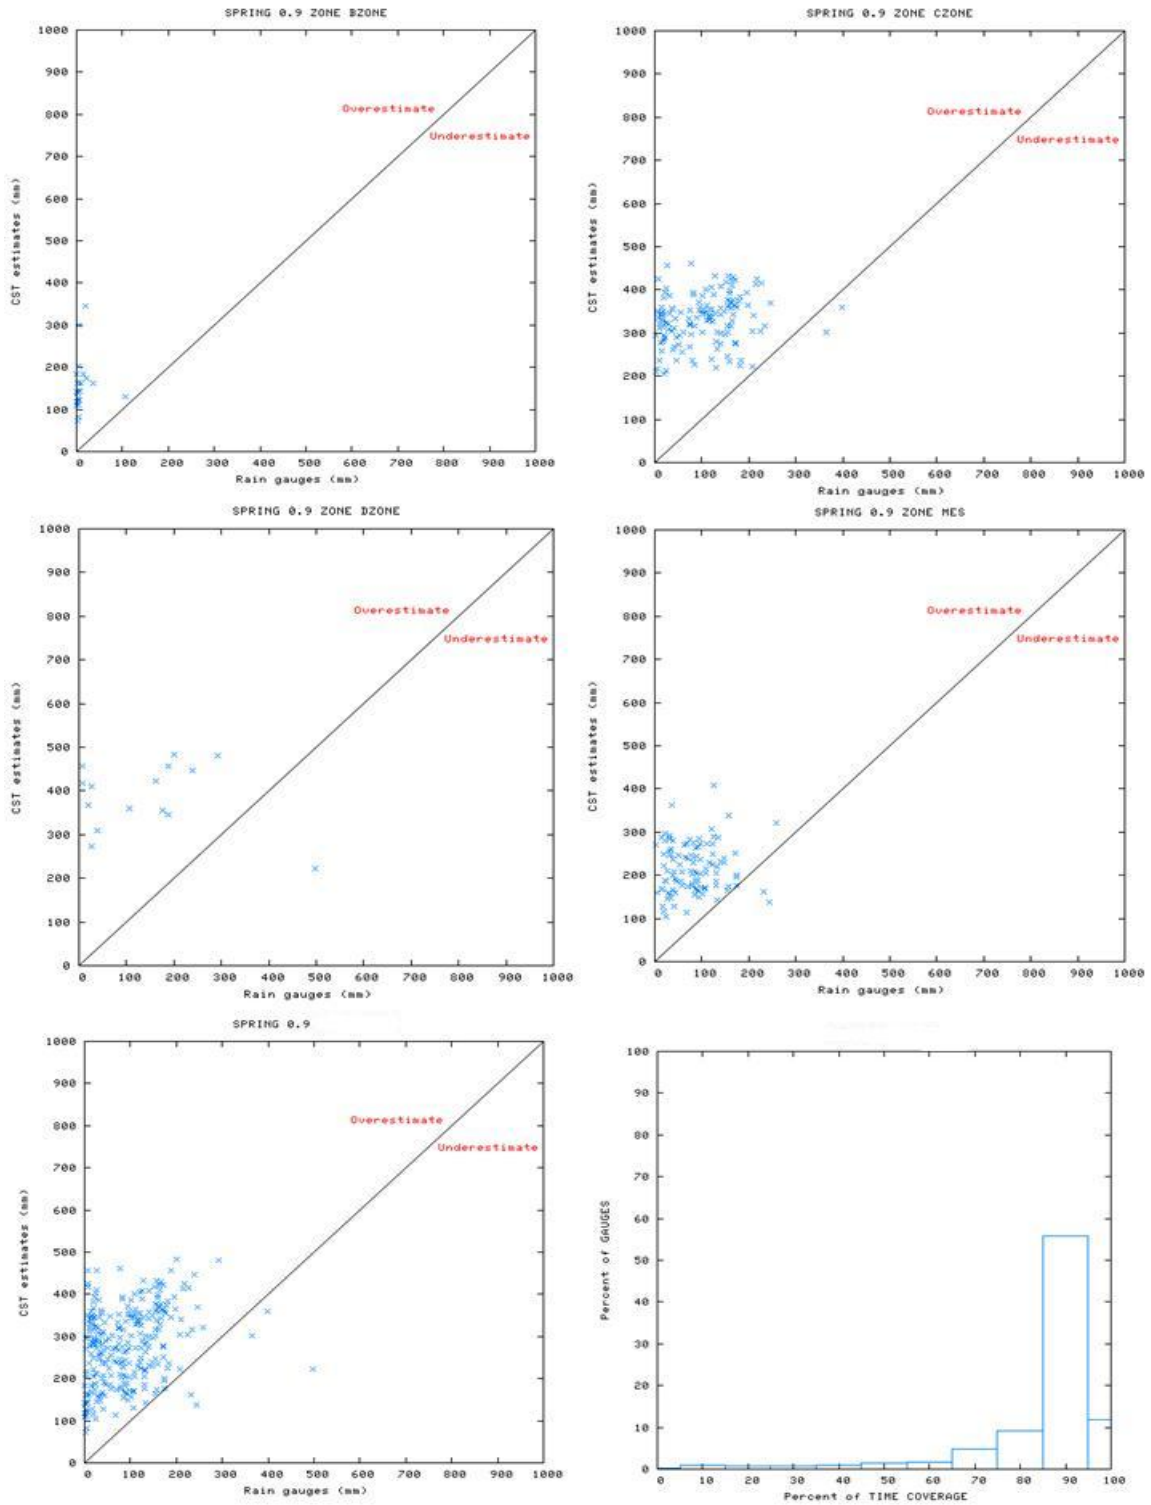 SPRING 0.9 ZONE BZONE
1000
900
800
700
600
500
400
300
200
100
0
CST estimates (mm)
Overestimate
Underestimate
0 100 200 300 400 500 600 700 800 900 1000
Rain gauges (mm)
SPRING 0.9 ZONE CZONE
1000
900
800
700
600
500
400
300
200
100
0
CST estimates (mm)
Overestimate
Underestimate
0 100 200 300 400 500 600 700 800 900 1000
Rain gauges (mm)
SPRING 0.9 ZONE DZONE
1000
900
800
700
600
500
400
300
200
100
0
CST estimates (mm)
Overestimate
Underestimate
0 100 200 300 400 500 600 700 800 900 1000
Rain gauges (mm)
SPRING 0.9 ZONE MES
1000
900
800
700
600
500
400
300
200
100
0
CST estimates (mm)
Overestimate
Underestimate
0 100 200 300 400 500 600 700 800 900 1000
Rain gauges (mm)
SPRING 0.9
1000
900
800
700
600
500
400
300
200
100
0
CST estimates (mm)
Overestimate
Underestimate
0 100 200 300 400 500 600 700 800 900 1000
Rain gauges (mm)
100
90
80
70
60
50
40
30
20
10
0
Percent of GAUGES
10 20 30 40 50 60 70 80 90 100
Percent of TIME COVERAGE